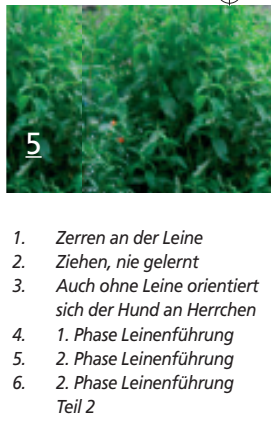 5
1. Zerren an der Leine
2. Ziehen, nie gelernt
3. Auch ohne Leine orientiert
sich der Hund an Herrchen
4. 1. Phase Leinenführung
5. 2. Phase Leinenführung
6. 2. Phase Leinenführung
Teil 2